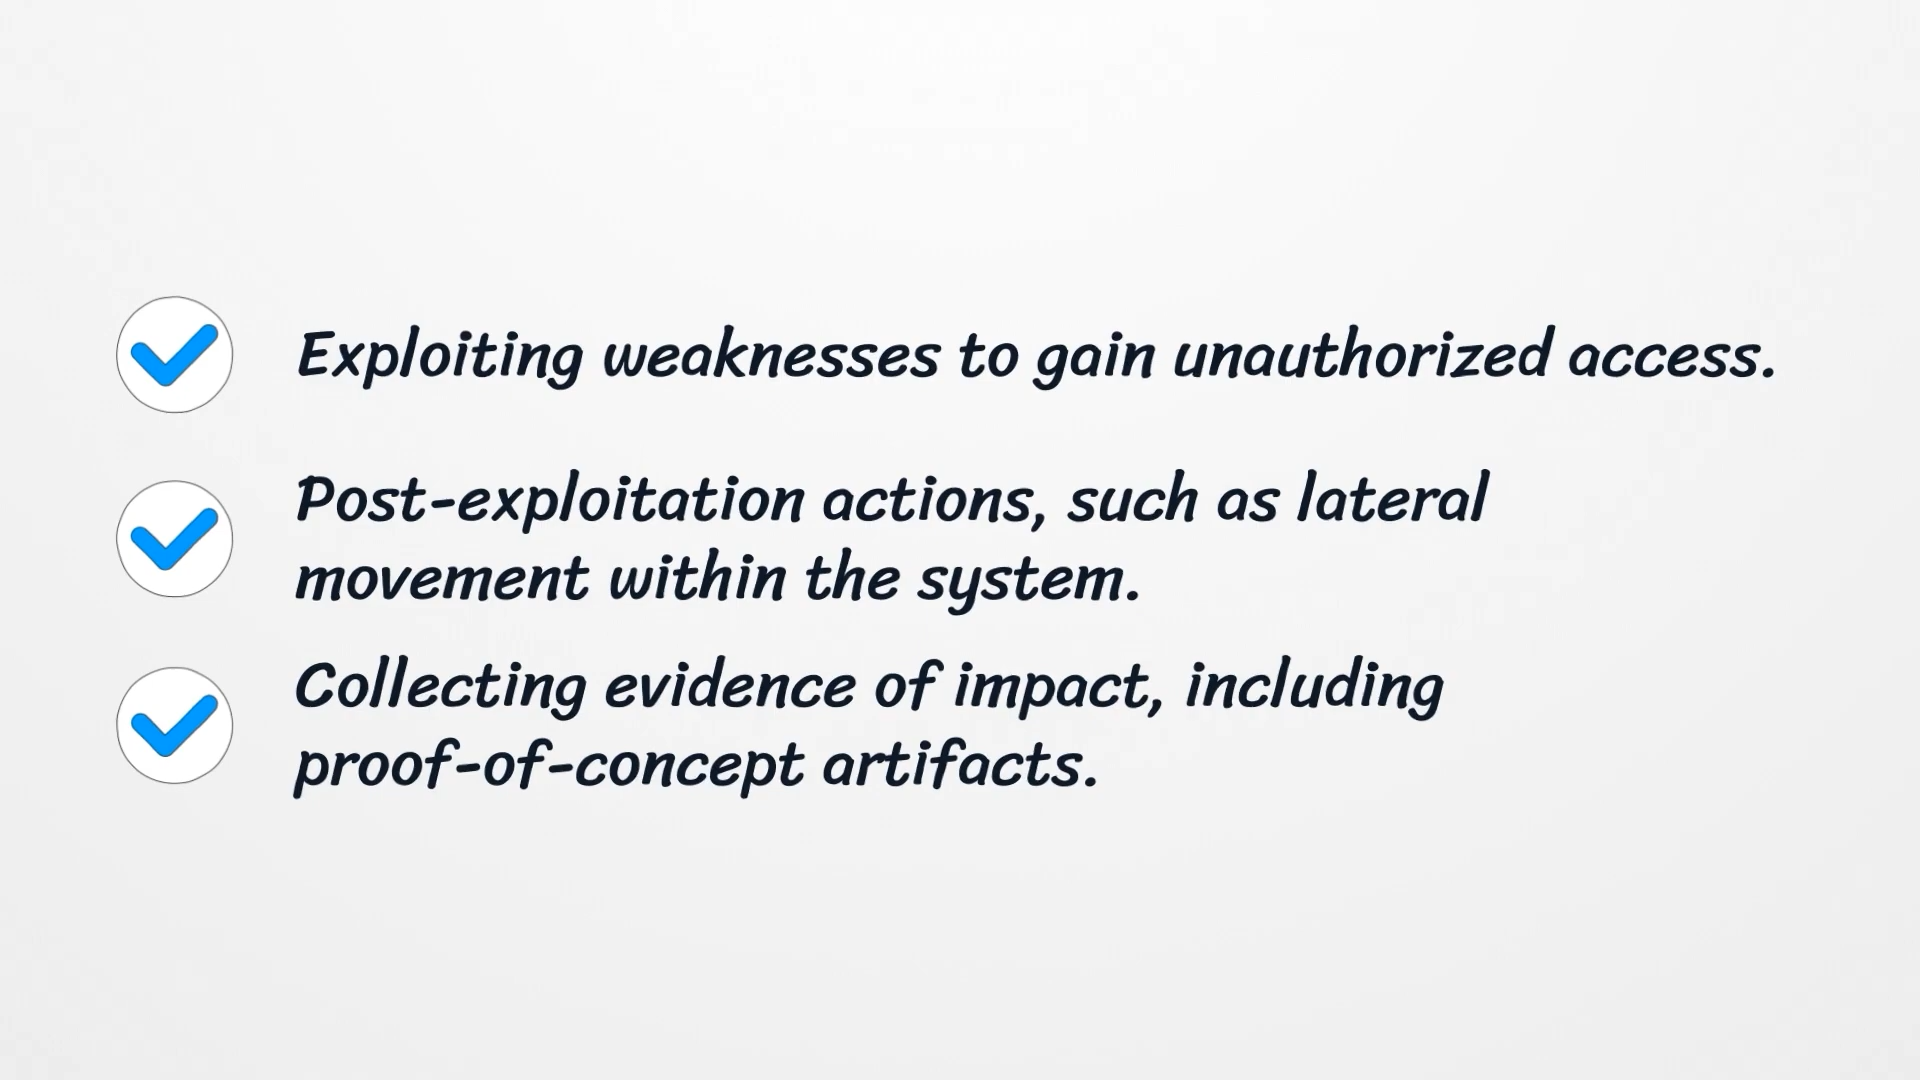 Exploiting weaknesses to gain unauthorized access.
Post-exploitation actions, such as lateral
movement within the system.
Collecting evidence of impact, including
proof-of-concept artifacts.